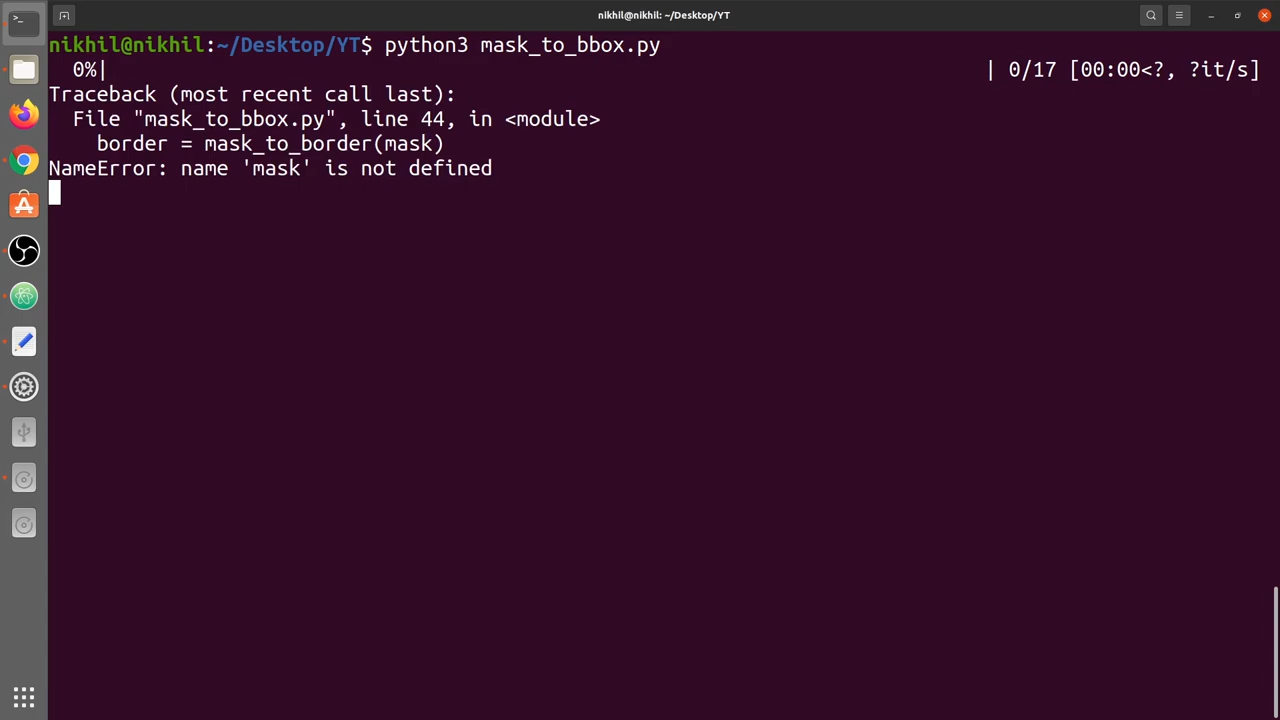 nikhil@nikhil: ~/Desktop/YT
nikhil@nikhil:~/Desktop/YT$ python3 mask_to_bbox.py
  0%|                                                                          | 0/17 [00:00<?, ?it/s]
Traceback (most recent call last):
  File "mask_to_bbox.py", line 44, in <module>
    border = mask_to_border(mask)
NameError: name 'mask' is not defined